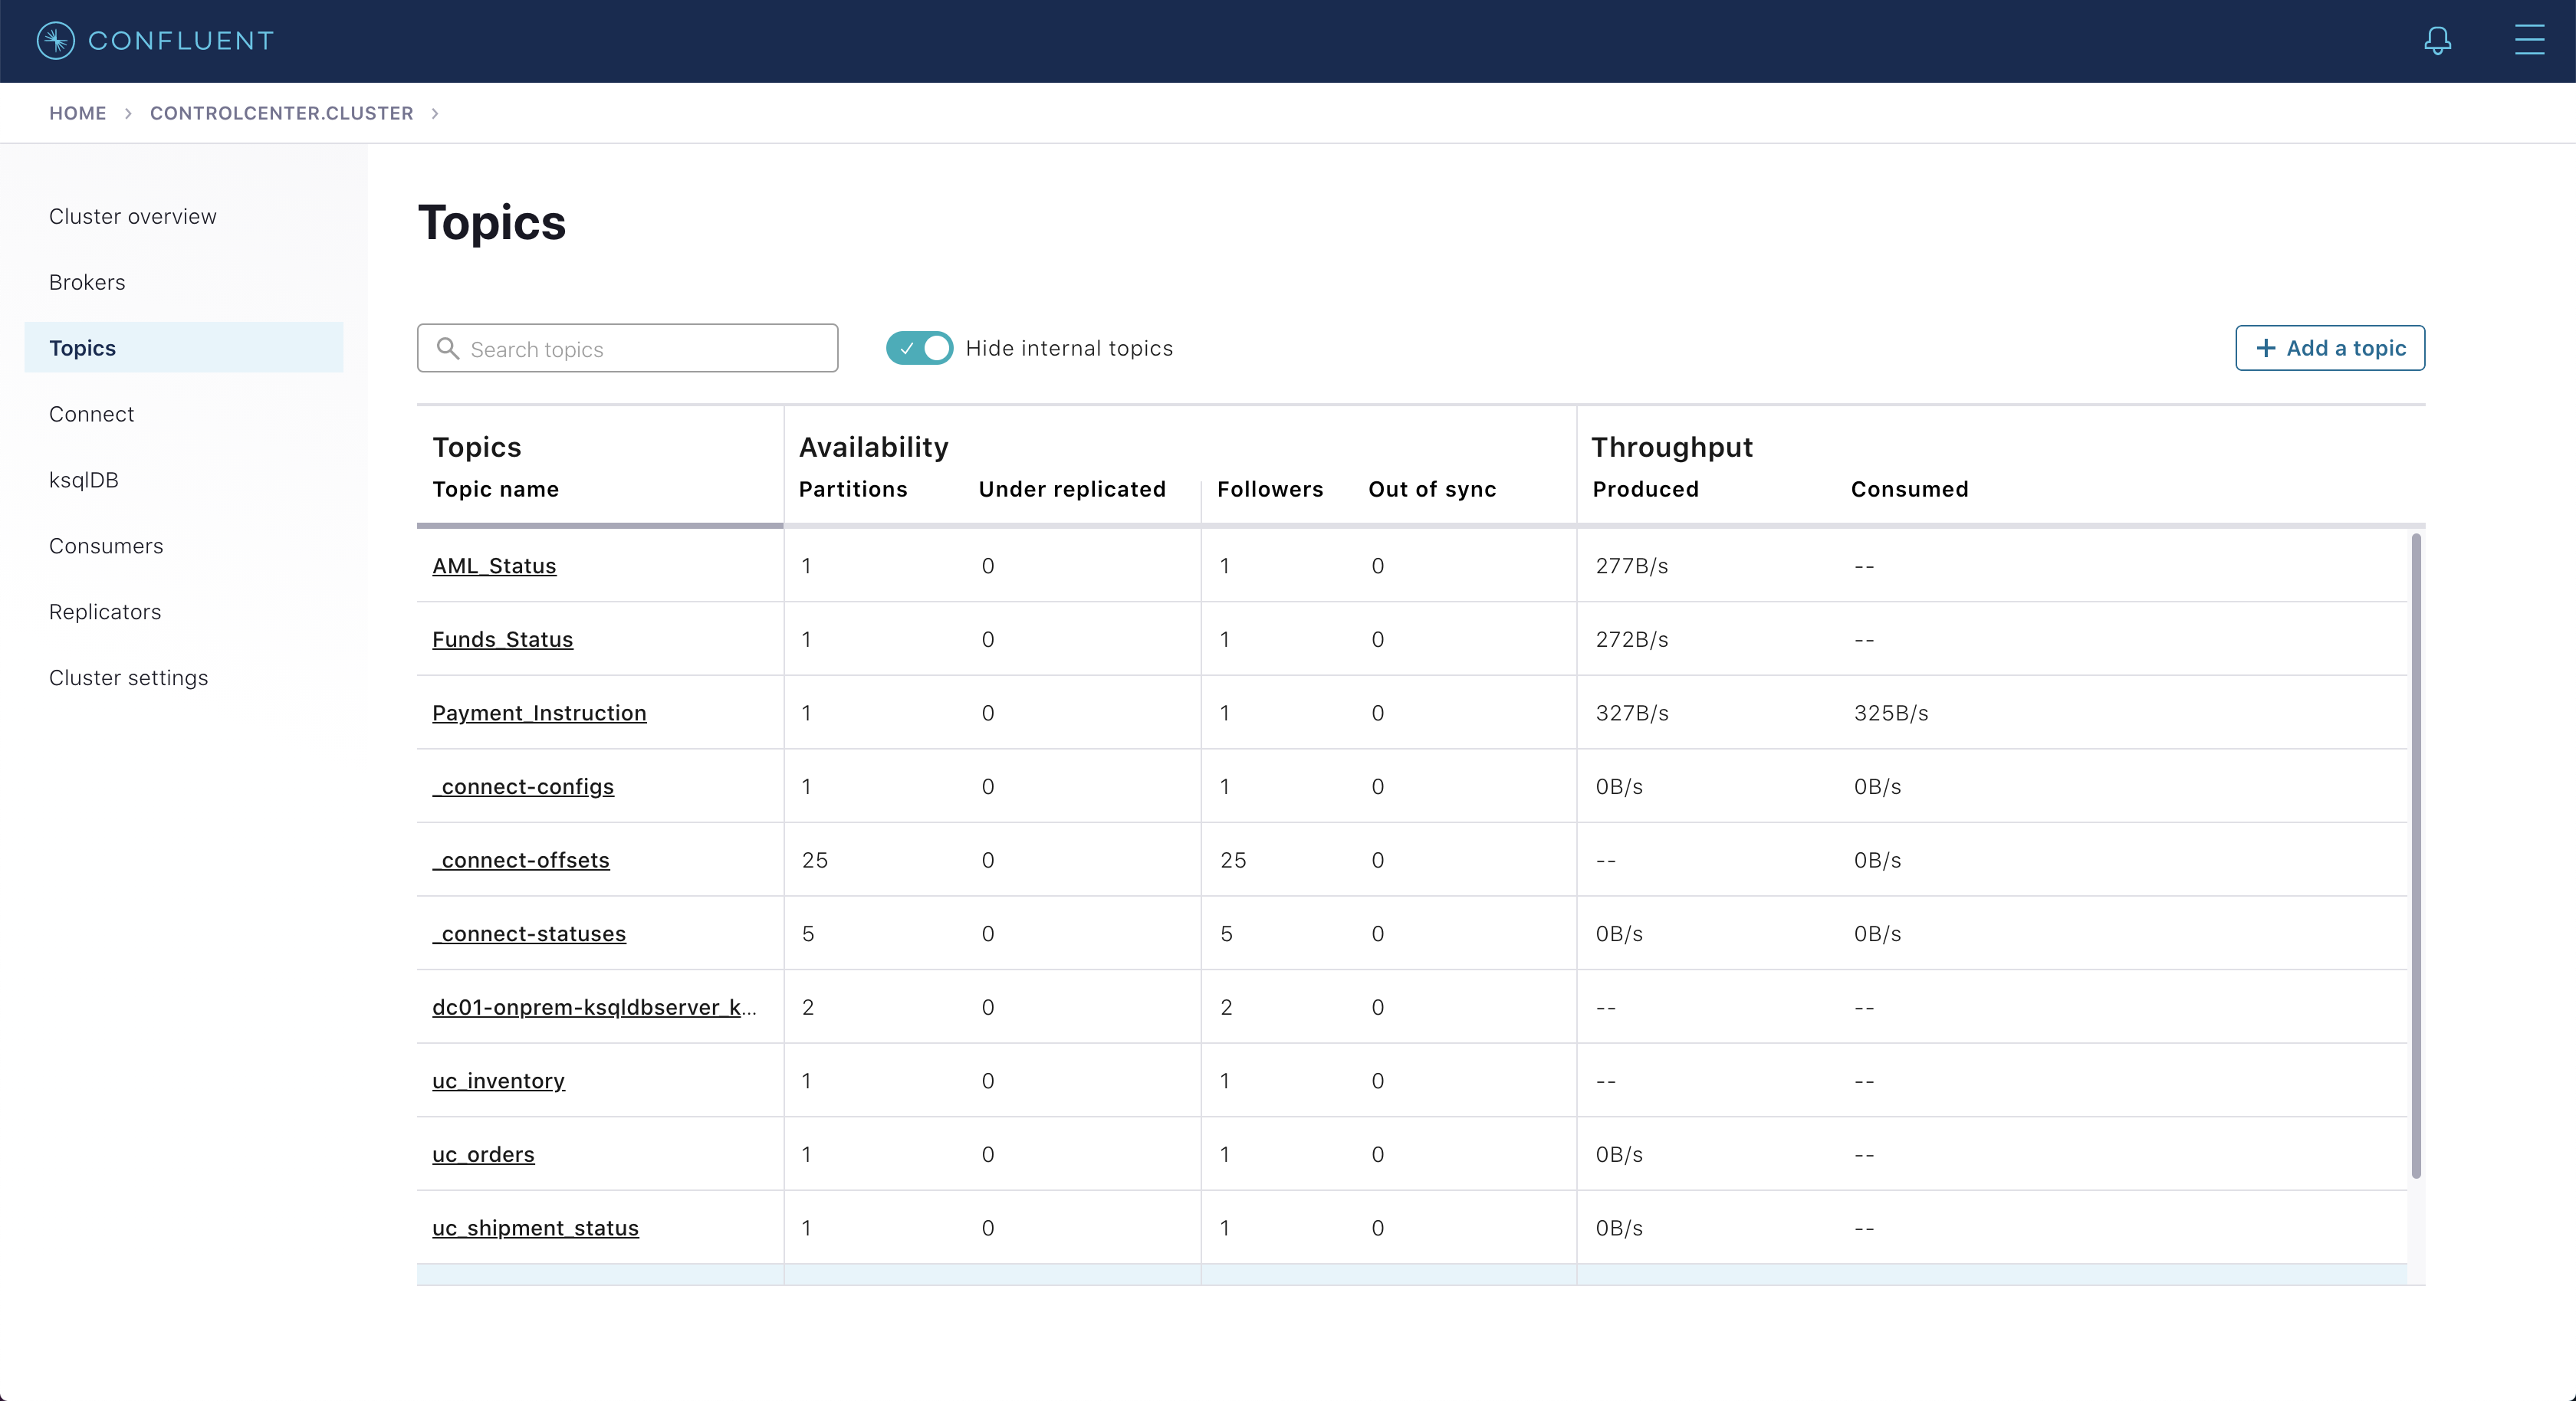 CONFLUENT
HOME > CONTROLCENTER.CLUSTER >
Cluster overview
Brokers
Topics
Connect
ksqlDB
Consumers
Replicators
Cluster settings
Topics
Search topics
Hide internal topics
+ Add a topic
Topics Availability Throughput
Topic name Partitions Under replicated Followers Out of sync Produced Consumed
AML_Status 1 0 1 0 277B/s --
Funds_Status 1 0 1 0 272B/s --
Payment_Instruction 1 0 1 0 327B/s 325B/s
_connect-configs 1 0 1 0 0B/s 0B/s
_connect-offsets 25 0 25 0 -- 0B/s
_connect-statuses 5 0 5 0 0B/s 0B/s
dc01-onprem-ksqldbserver_k... 2 0 2 0 -- --
uc_inventory 1 0 1 0 -- --
uc_orders 1 0 1 0 0B/s --
uc_shipment_status 1 0 1 0 0B/s --